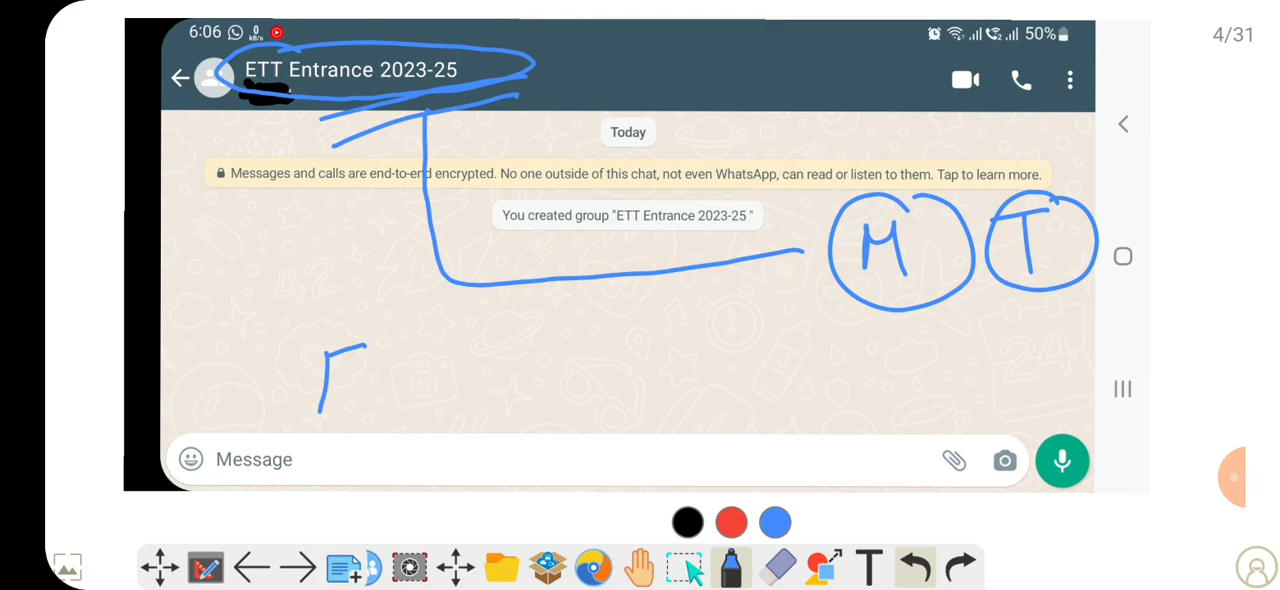 4/31
6:06 0 kB/s 50%
ETT Entrance 2023-25
Today
Messages and calls are end-to-end encrypted. No one outside of this chat, not even WhatsApp, can read or listen to them. Tap to learn more.
You created group "ETT Entrance 2023-25 "
M T
Message
T